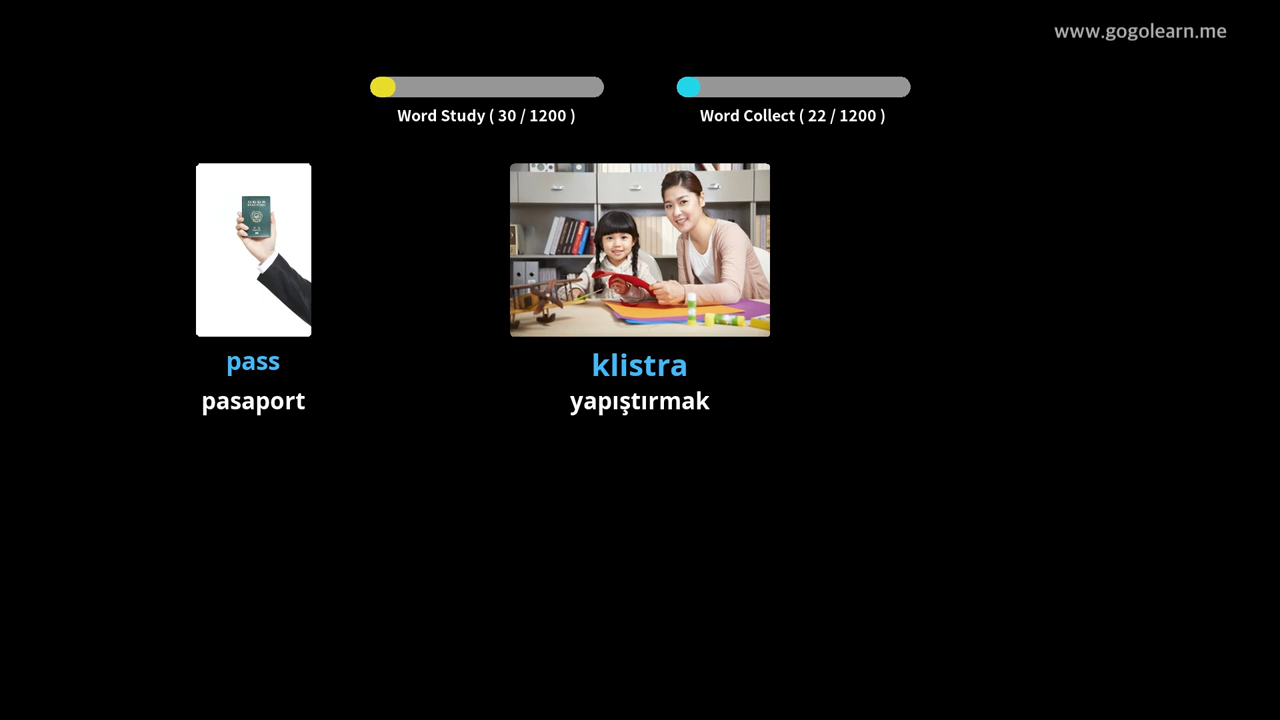 www.gogolearn.me
Word Study ( 30 / 1200 )
Word Collect ( 22 / 1200 )
pass
pasaport
klistra
yapıştırmak